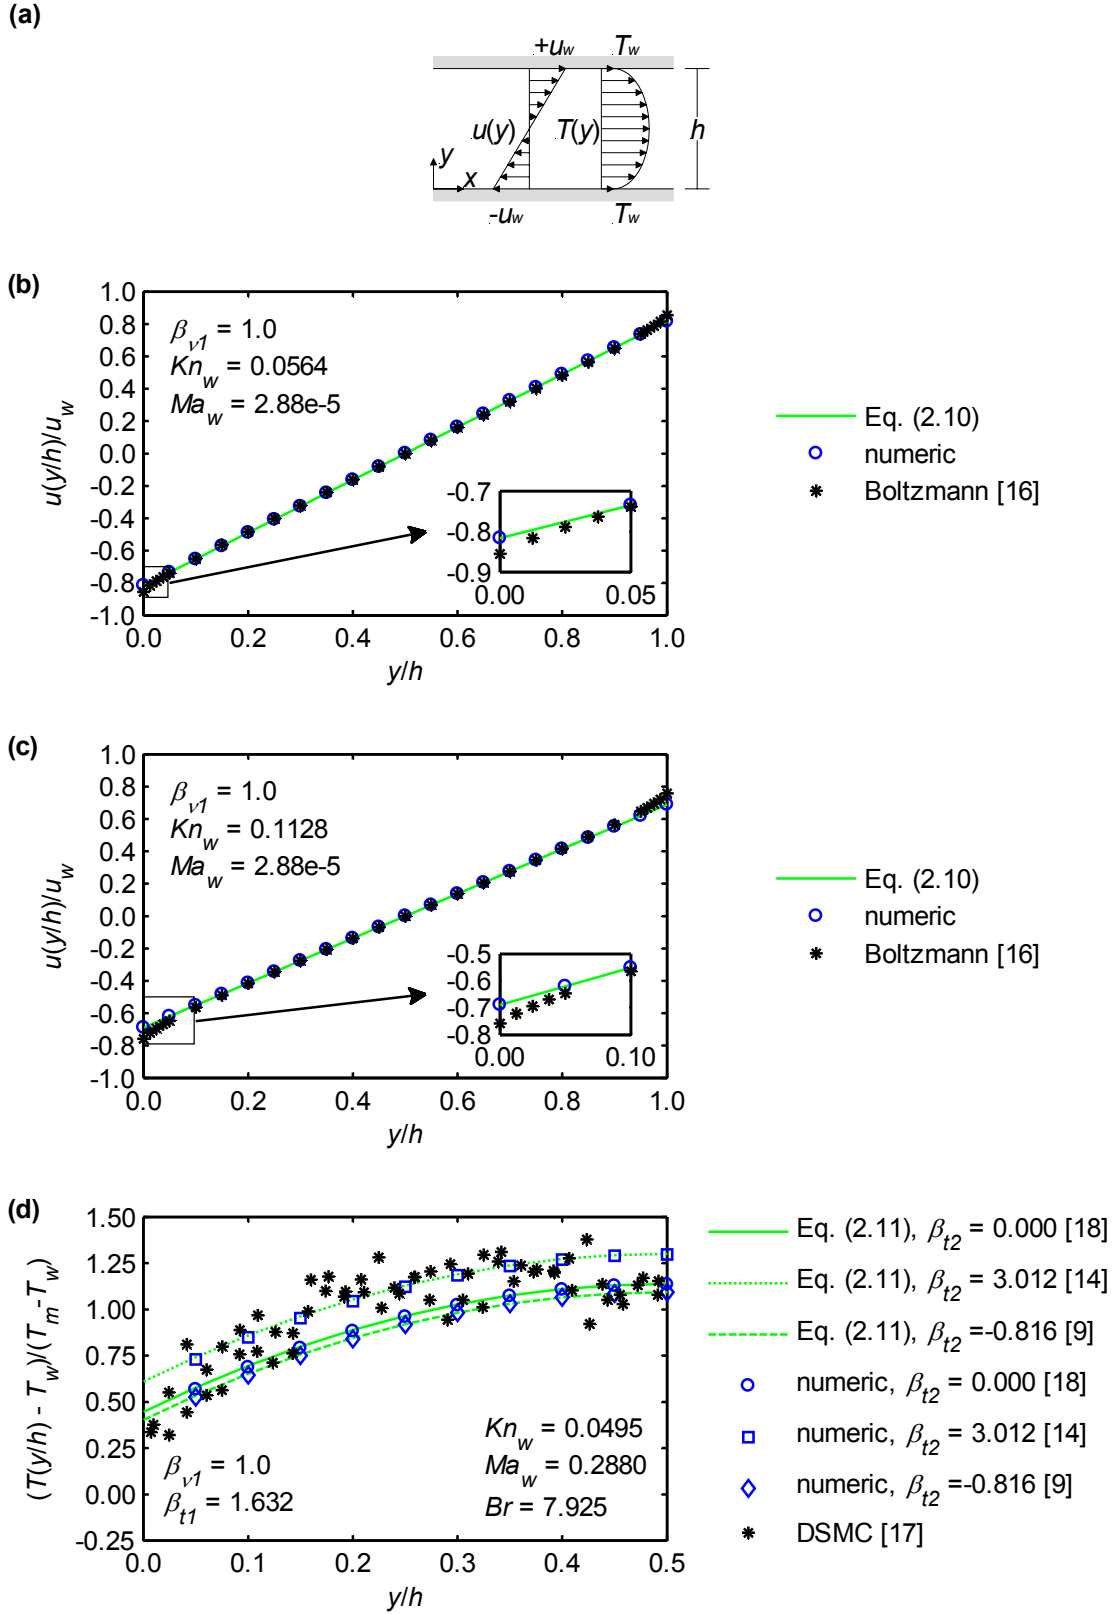 (a)
+uw Tw
u(y) T(y) h
y
x
-uw Tw
(b)
1.0
0.8
0.6
0.4
0.2
0.0
-0.2
-0.4
-0.6
-0.8
-1.0
u(y/h)/uw
βν1 = 1.0
Knw = 0.0564
Maw = 2.88e-5
-0.7
-0.8
-0.9
0.00 0.05
0.0 0.2 0.4 0.6 0.8 1.0
y/h
Eq. (2.10)
numeric
Boltzmann [16]
(c)
1.0
0.8
0.6
0.4
0.2
0.0
-0.2
-0.4
-0.6
-0.8
-1.0
u(y/h)/uw
βν1 = 1.0
Knw = 0.1128
Maw = 2.88e-5
-0.5
-0.6
-0.7
-0.8
0.00 0.10
0.0 0.2 0.4 0.6 0.8 1.0
y/h
Eq. (2.10)
numeric
Boltzmann [16]
(d)
1.50
1.25
1.00
0.75
0.50
0.25
0.00
-0.25
(T(y/h) - Tw)/(Tm-Tw)
βν1 = 1.0
βt1 = 1.632
Knw = 0.0495
Maw = 0.2880
Br = 7.925
0.0 0.1 0.2 0.3 0.4 0.5
y/h
Eq. (2.11), βt2 = 0.000 [18]
Eq. (2.11), βt2 = 3.012 [14]
Eq. (2.11), βt2 =-0.816 [9]
numeric, βt2 = 0.000 [18]
numeric, βt2 = 3.012 [14]
numeric, βt2 =-0.816 [9]
DSMC [17]